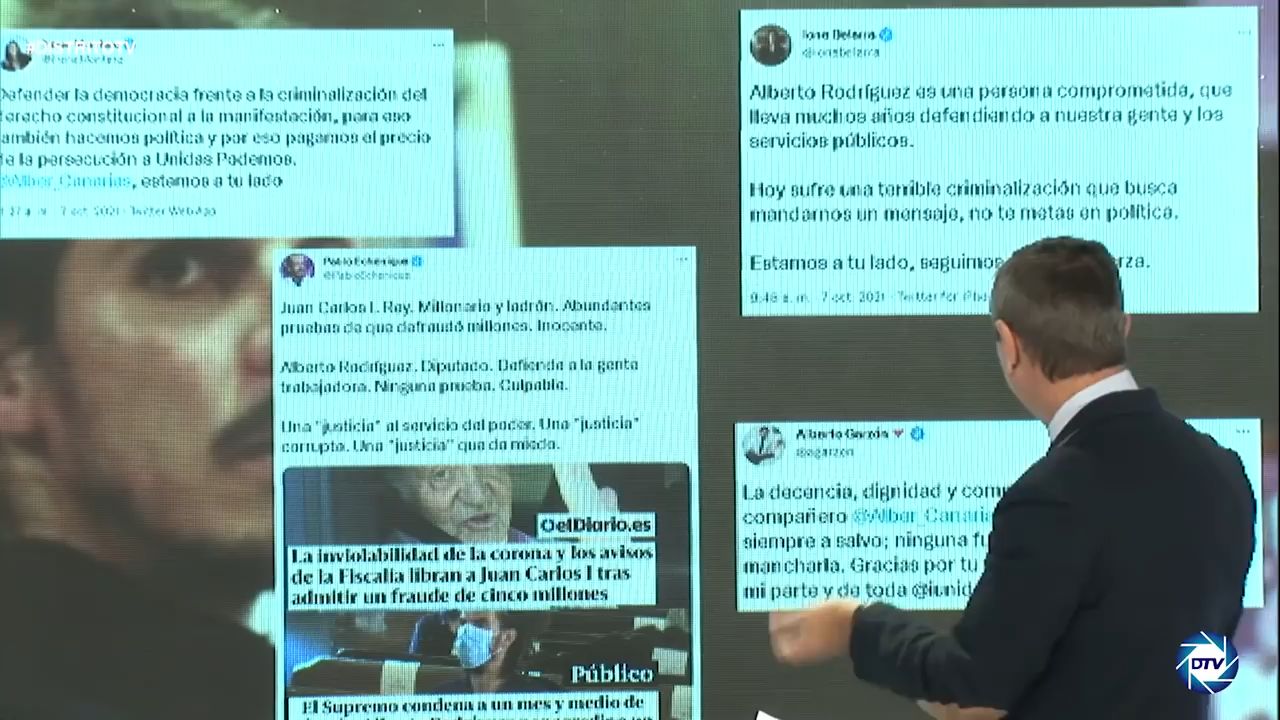 #DISTRITOTV
Defender la democracia frente a la criminalización del
derecho constitucional a la manifestación, para eso
también hacemos política y por eso pagamos el precio
de la persecución a Unidas Podemos.
@Alber_Canarias, estamos a tu lado
7 oct. 2021 · Twitter Web App
Ione Belarra
@ionebelarra
Alberto Rodríguez es una persona comprometida, que
lleva muchos años defendiendo a nuestra gente y los
servicios públicos.
Hoy sufre una terrible criminalización que busca
mandarnos un mensaje, no te metas en política.
Estamos a tu lado, seguimos
9:46 a. m. · 7 oct. 2021 · Twitter for
Pablo Echenique
@PabloEchenique
Juan Carlos I. Rey. Millonario y ladrón. Abundantes
pruebas de que defraudó millones. Inocente.
Alberto Rodríguez. Diputado. Defiende a la gente
trabajadora. Ninguna prueba. Culpable.
Una "justicia" al servicio del poder. Una "justicia"
corrupta. Una "justicia" que da miedo.
elDiario.es
La inviolabilidad de la corona y los avisos
de la Fiscalía libran a Juan Carlos I tras
admitir un fraude de cinco millones
Público
El Supremo condena a un mes y medio de
Alberto Garzón
@agarzon
La decencia, dignidad y
compañero @Alber_Canarias
siempre a salvo; ninguna
mancharla. Gracias por tu
mi parte y de toda @iunida
DTV